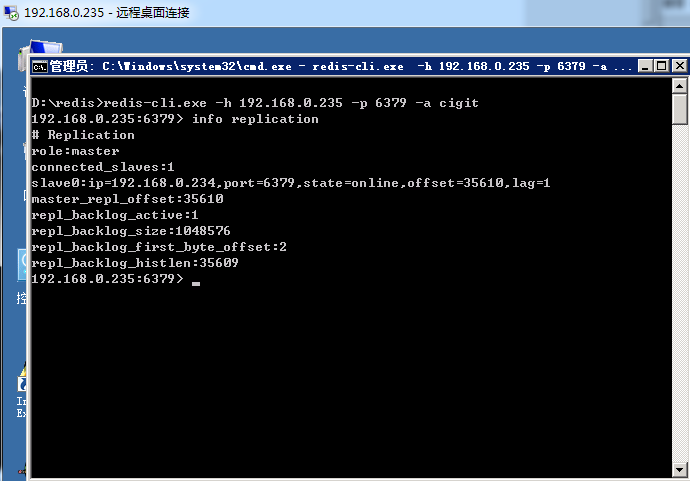 192.168.0.235 - 远程桌面连接
管理员: C:\Windows\system32\cmd.exe - redis-cli.exe -h 192.168.0.235 -p 6379 -a ...
D:\redis>redis-cli.exe -h 192.168.0.235 -p 6379 -a cigit
192.168.0.235:6379> info replication
# Replication
role:master
connected_slaves:1
slave0:ip=192.168.0.234,port=6379,state=online,offset=35610,lag=1
master_repl_offset:35610
repl_backlog_active:1
repl_backlog_size:1048576
repl_backlog_first_byte_offset:2
repl_backlog_histlen:35609
192.168.0.235:6379>
控
In
Ex